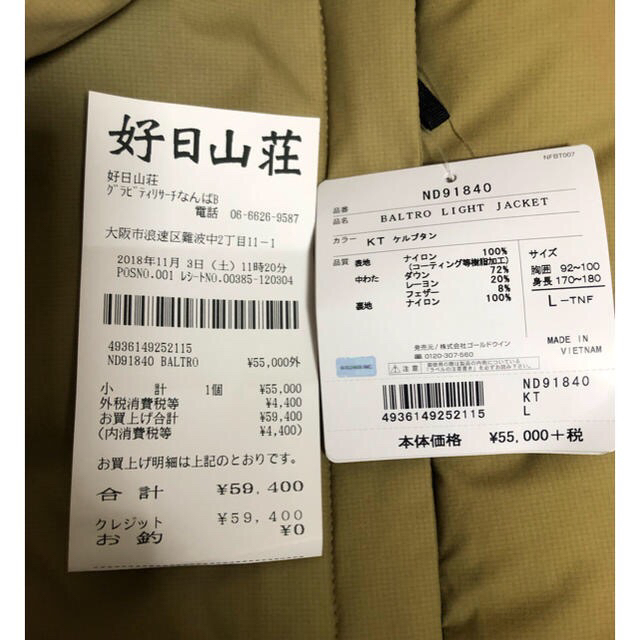 好日山荘
好日山荘
グラビティリサーチなんばB
電話 06-6626-9587
大阪市浪速区難波中2丁目11-1
2018年11月 3日 (土) 11時20分
POSNO.001 レシートNO.00385-120304
4936149252115
ND91840 BALTRO ¥55,000外
小 計 1個 ¥55,000
外税消費税等 ¥4,400
お買上げ合計 ¥59,400
(内消費税等 ¥4,400)
お買上げ明細は上記のとおりです。
合計 ¥59,400
クレジット ¥59,400
お釣 ¥0
NFBT007
品番 ND91840
品名 BALTRO LIGHT JACKET
カラー KT ケルプタン
品質 表地 ナイロン 100%
(コーティング等樹脂加工)
中わた ダウン 72%
レーヨン 20%
フェザー 8%
裏地 ナイロン 100%
サイズ
胸囲 92~100
身長 170~180
L-TNF
発売元/株式会社ゴールドウイン
0120-307-560
MADE IN
VIETNAM
注意
4936149252115
ND91840
KT
L
本体価格 ¥55,000+税